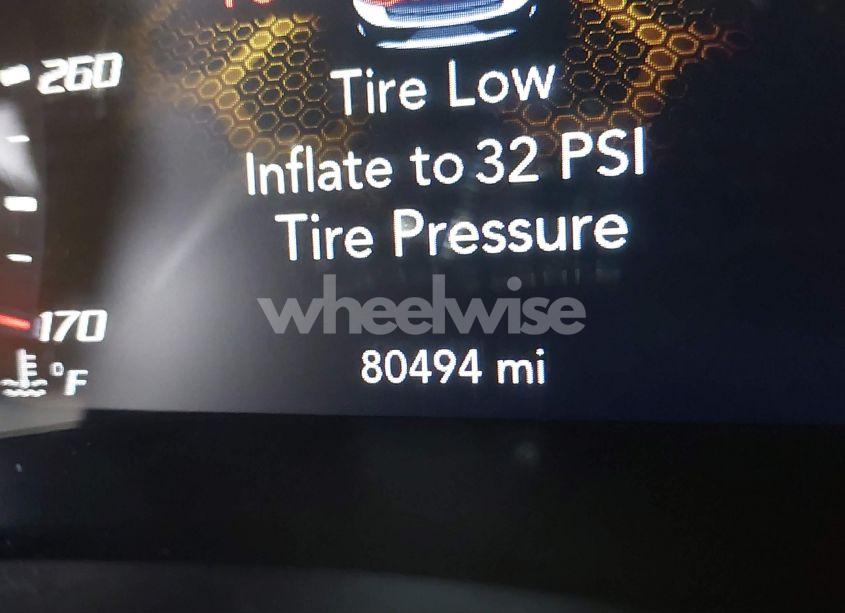 260
Tire Low
Inflate to 32 PSI
Tire Pressure
wheelwise
170
80494 mi
°F